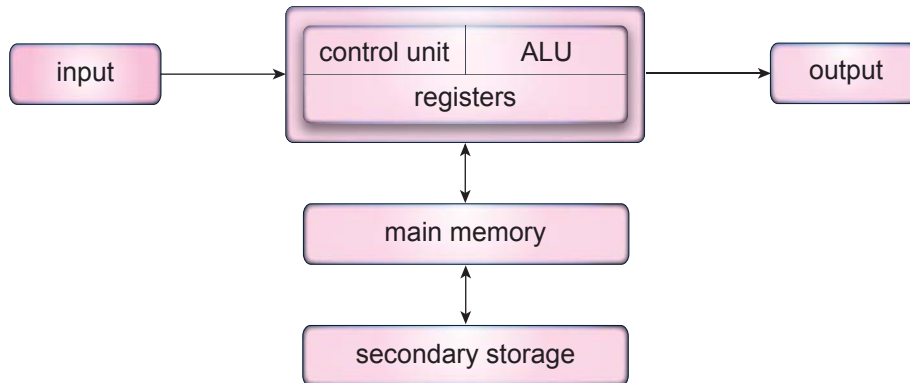 control unit
ALU
input
output
registers
main memory
secondary storage